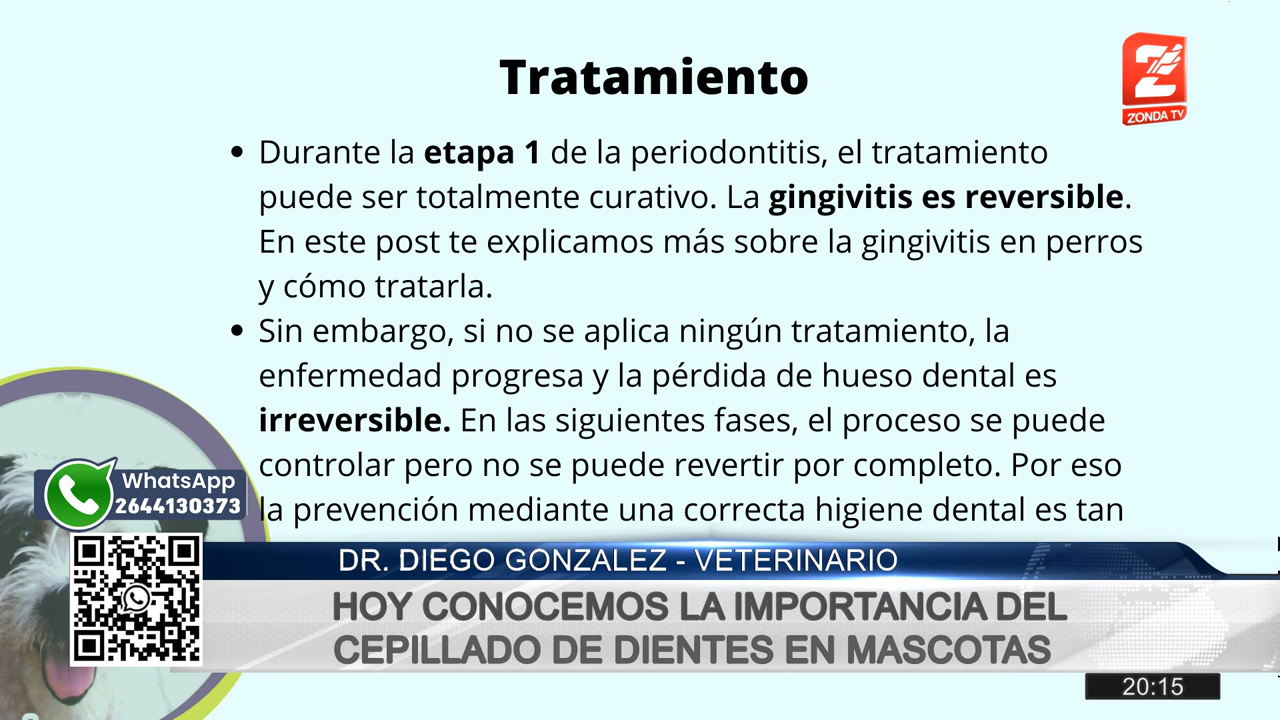 Tratamiento
ZONDA TV
• Durante la etapa 1 de la periodontitis, el tratamiento
puede ser totalmente curativo. La gingivitis es reversible.
En este post te explicamos más sobre la gingivitis en perros
y cómo tratarla.
• Sin embargo, si no se aplica ningún tratamiento, la
enfermedad progresa y la pérdida de hueso dental es
irreversible. En las siguientes fases, el proceso se puede
controlar pero no se puede revertir por completo. Por eso
la prevención mediante una correcta higiene dental es tan
WhatsApp
2644130373
DR. DIEGO GONZALEZ - VETERINARIO
HOY CONOCEMOS LA IMPORTANCIA DEL
CEPILLADO DE DIENTES EN MASCOTAS
20:15